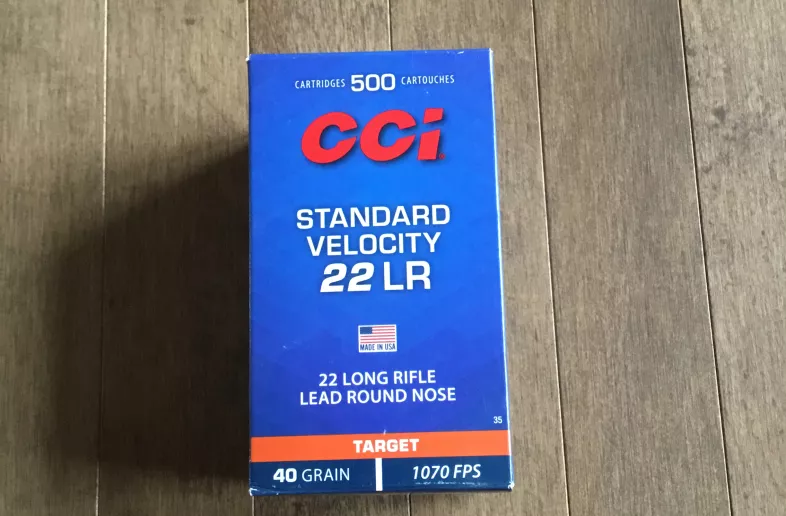 CARTRIDGES 500 CARTOUCHES
CCi
STANDARD
VELOCITY
22 LR
MADE IN USA
22 LONG RIFLE
LEAD ROUND NOSE
35
TARGET
40 GRAIN 1070 FPS